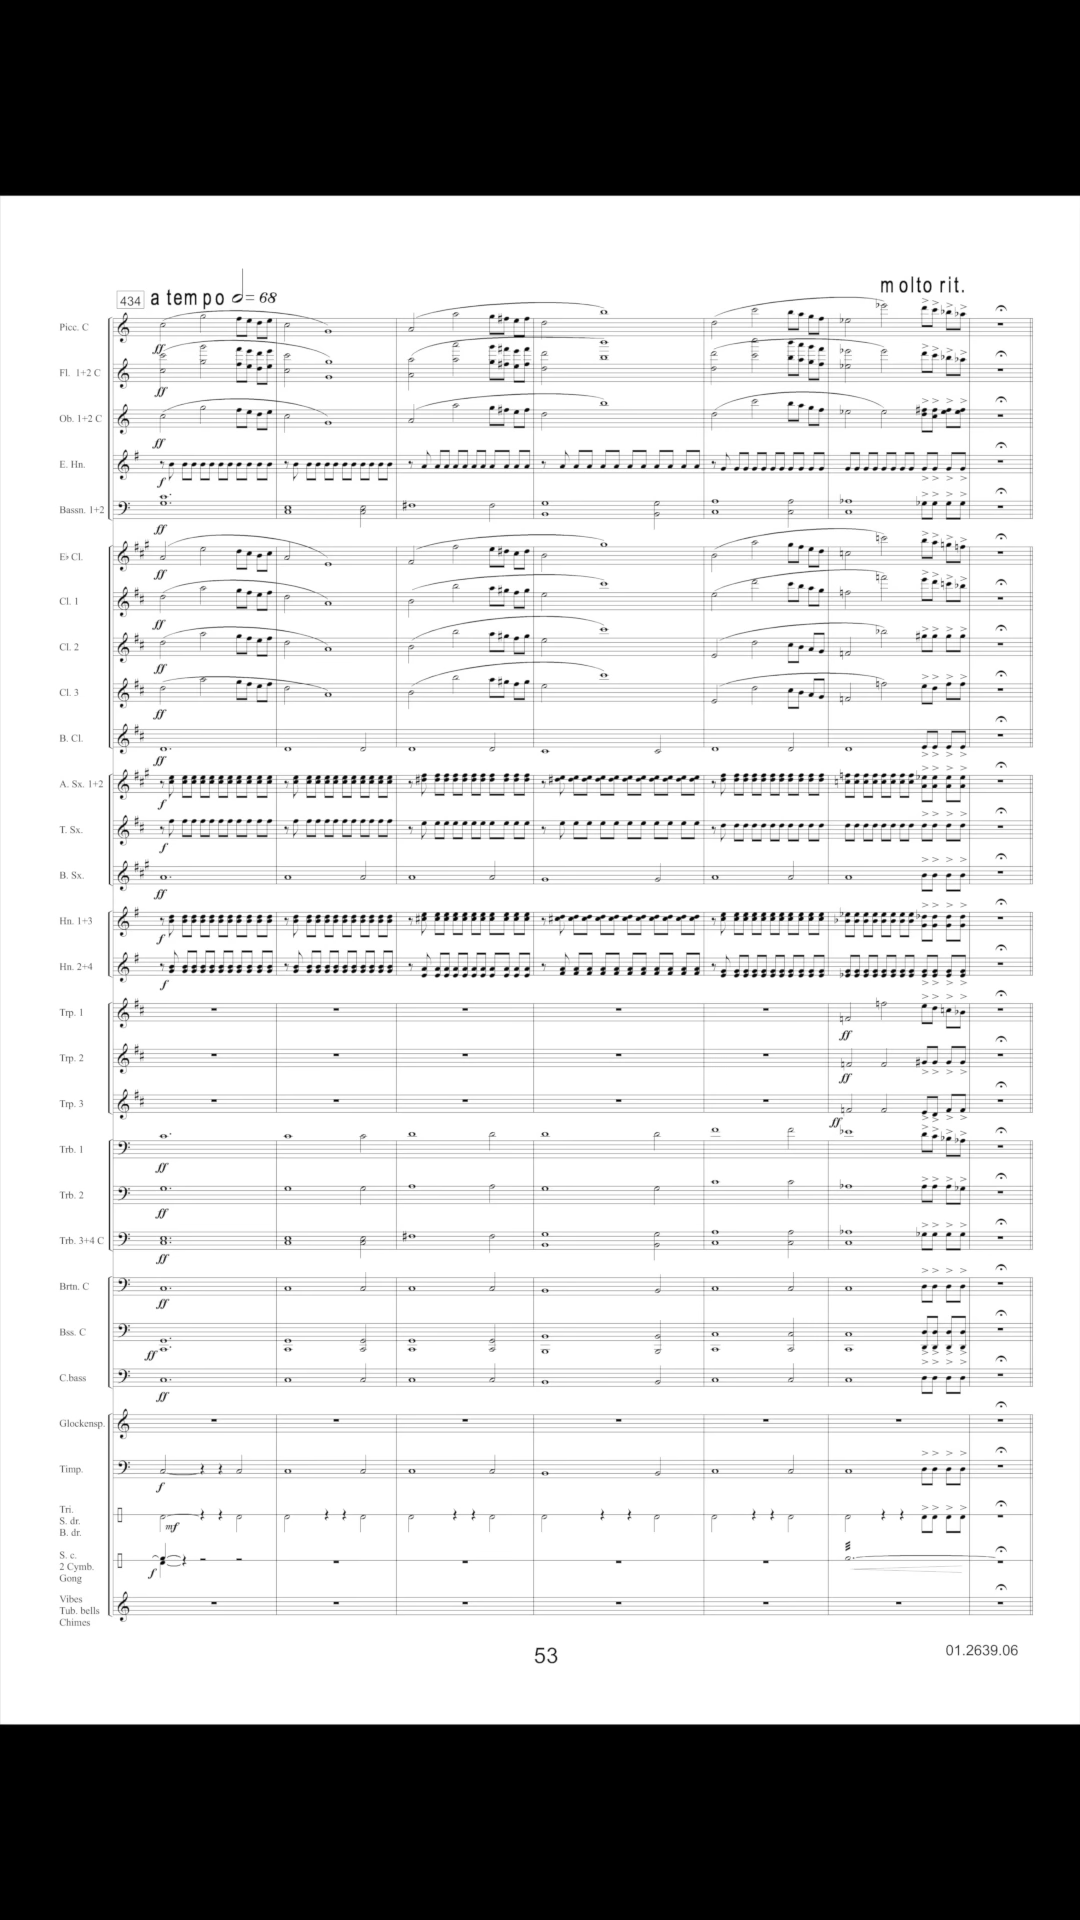 434 a tempo 𝅗𝅥= 68
molto rit.
Picc. C
ff
Fl. 1+2 C
ff
Ob. 1+2 C
ff
E. Hn.
f
Bassn. 1+2
ff
E♭ Cl.
ff
Cl. 1
ff
Cl. 2
ff
Cl. 3
ff
B. Cl.
ff
A. Sx. 1+2
f
T. Sx.
f
B. Sx.
ff
Hn. 1+3
f
Hn. 2+4
f
Trp. 1
ff
Trp. 2
ff
Trp. 3
ff
Trb. 1
ff
Trb. 2
ff
Trb. 3+4 C
ff
Brtn. C
ff
Bss. C
ff
C.bass
ff
Glockensp.
Timp.
f
Tri.
S. dr.
B. dr.
mf
S. c.
2 Cymb.
Gong
f
Vibes
Tub. bells
Chimes
53
01.2639.06